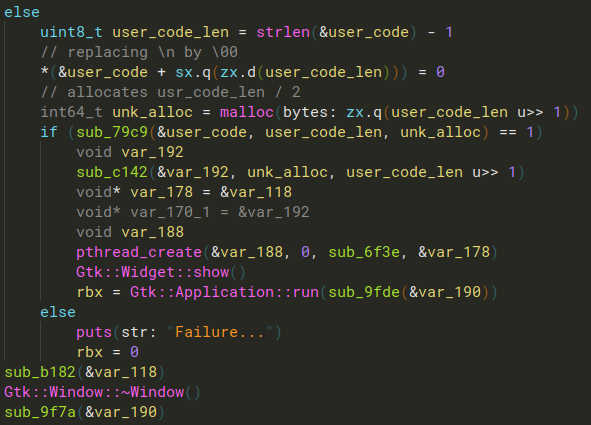 else
    uint8_t user_code_len = strlen(&user_code) - 1
    // replacing \n by \00
    *(&user_code + sx.q(zx.d(user_code_len))) = 0
    // allocates usr_code_len / 2
    int64_t unk_alloc = malloc(bytes: zx.q(user_code_len u>> 1))
    if (sub_79c9(&user_code, user_code_len, unk_alloc) == 1)
        void var_192
        sub_c142(&var_192, unk_alloc, user_code_len u>> 1)
        void* var_178 = &var_118
        void* var_170_1 = &var_192
        void var_188
        pthread_create(&var_188, 0, sub_6f3e, &var_178)
        Gtk::Widget::show()
        rbx = Gtk::Application::run(sub_9fde(&var_190))
    else
        puts(str: "Failure...")
        rbx = 0
sub_b182(&var_118)
Gtk::Window::~Window()
sub_9f7a(&var_190)